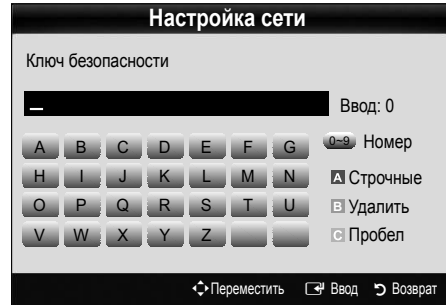 Настройка сети
Ключ безопасности
_ Ввод: 0
A B C D E F G 0~9 Номер
H I J K L M N A Строчные
O P Q R S T U B Удалить
V W X Y Z C Пробел
Переместить Ввод Возврат